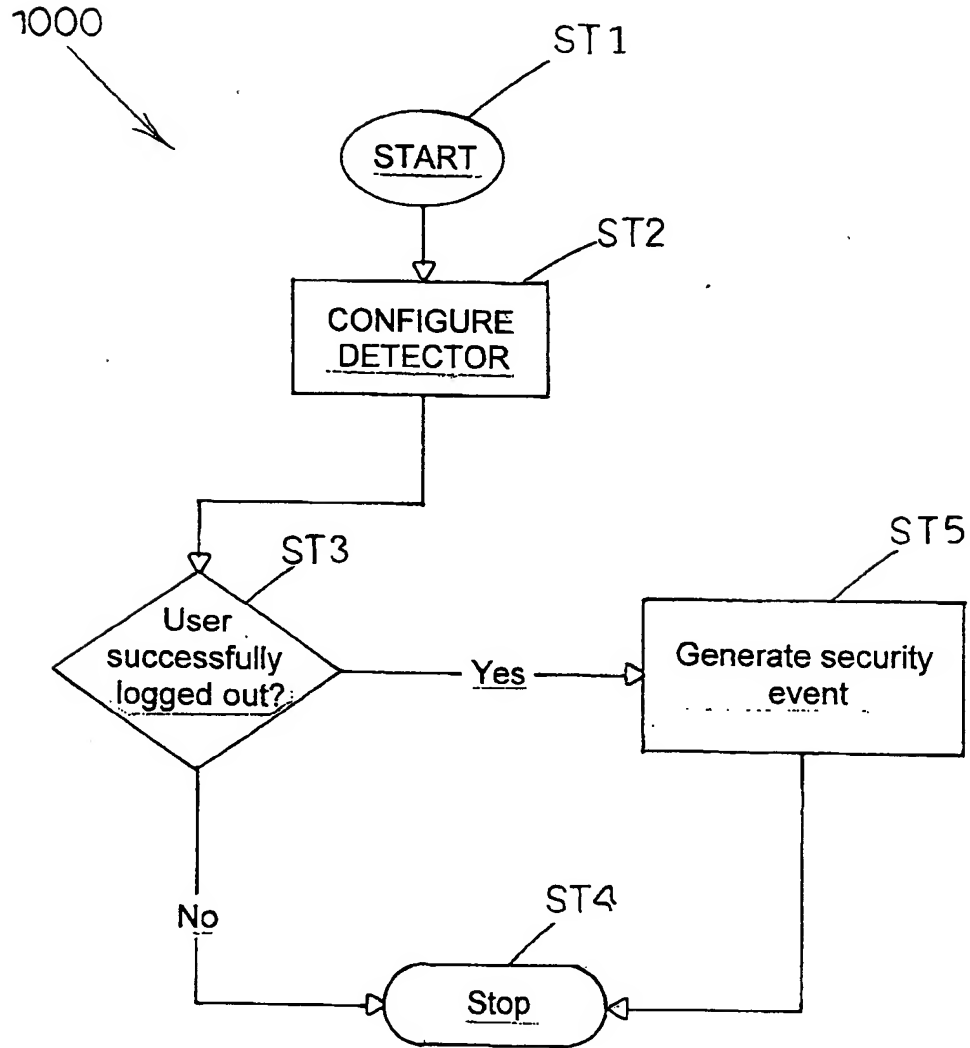 1000
ST1
START
ST2
CONFIGURE
DETECTOR
ST3
User
successfully
logged out?
Yes
ST5
Generate security
event
No
ST4
Stop